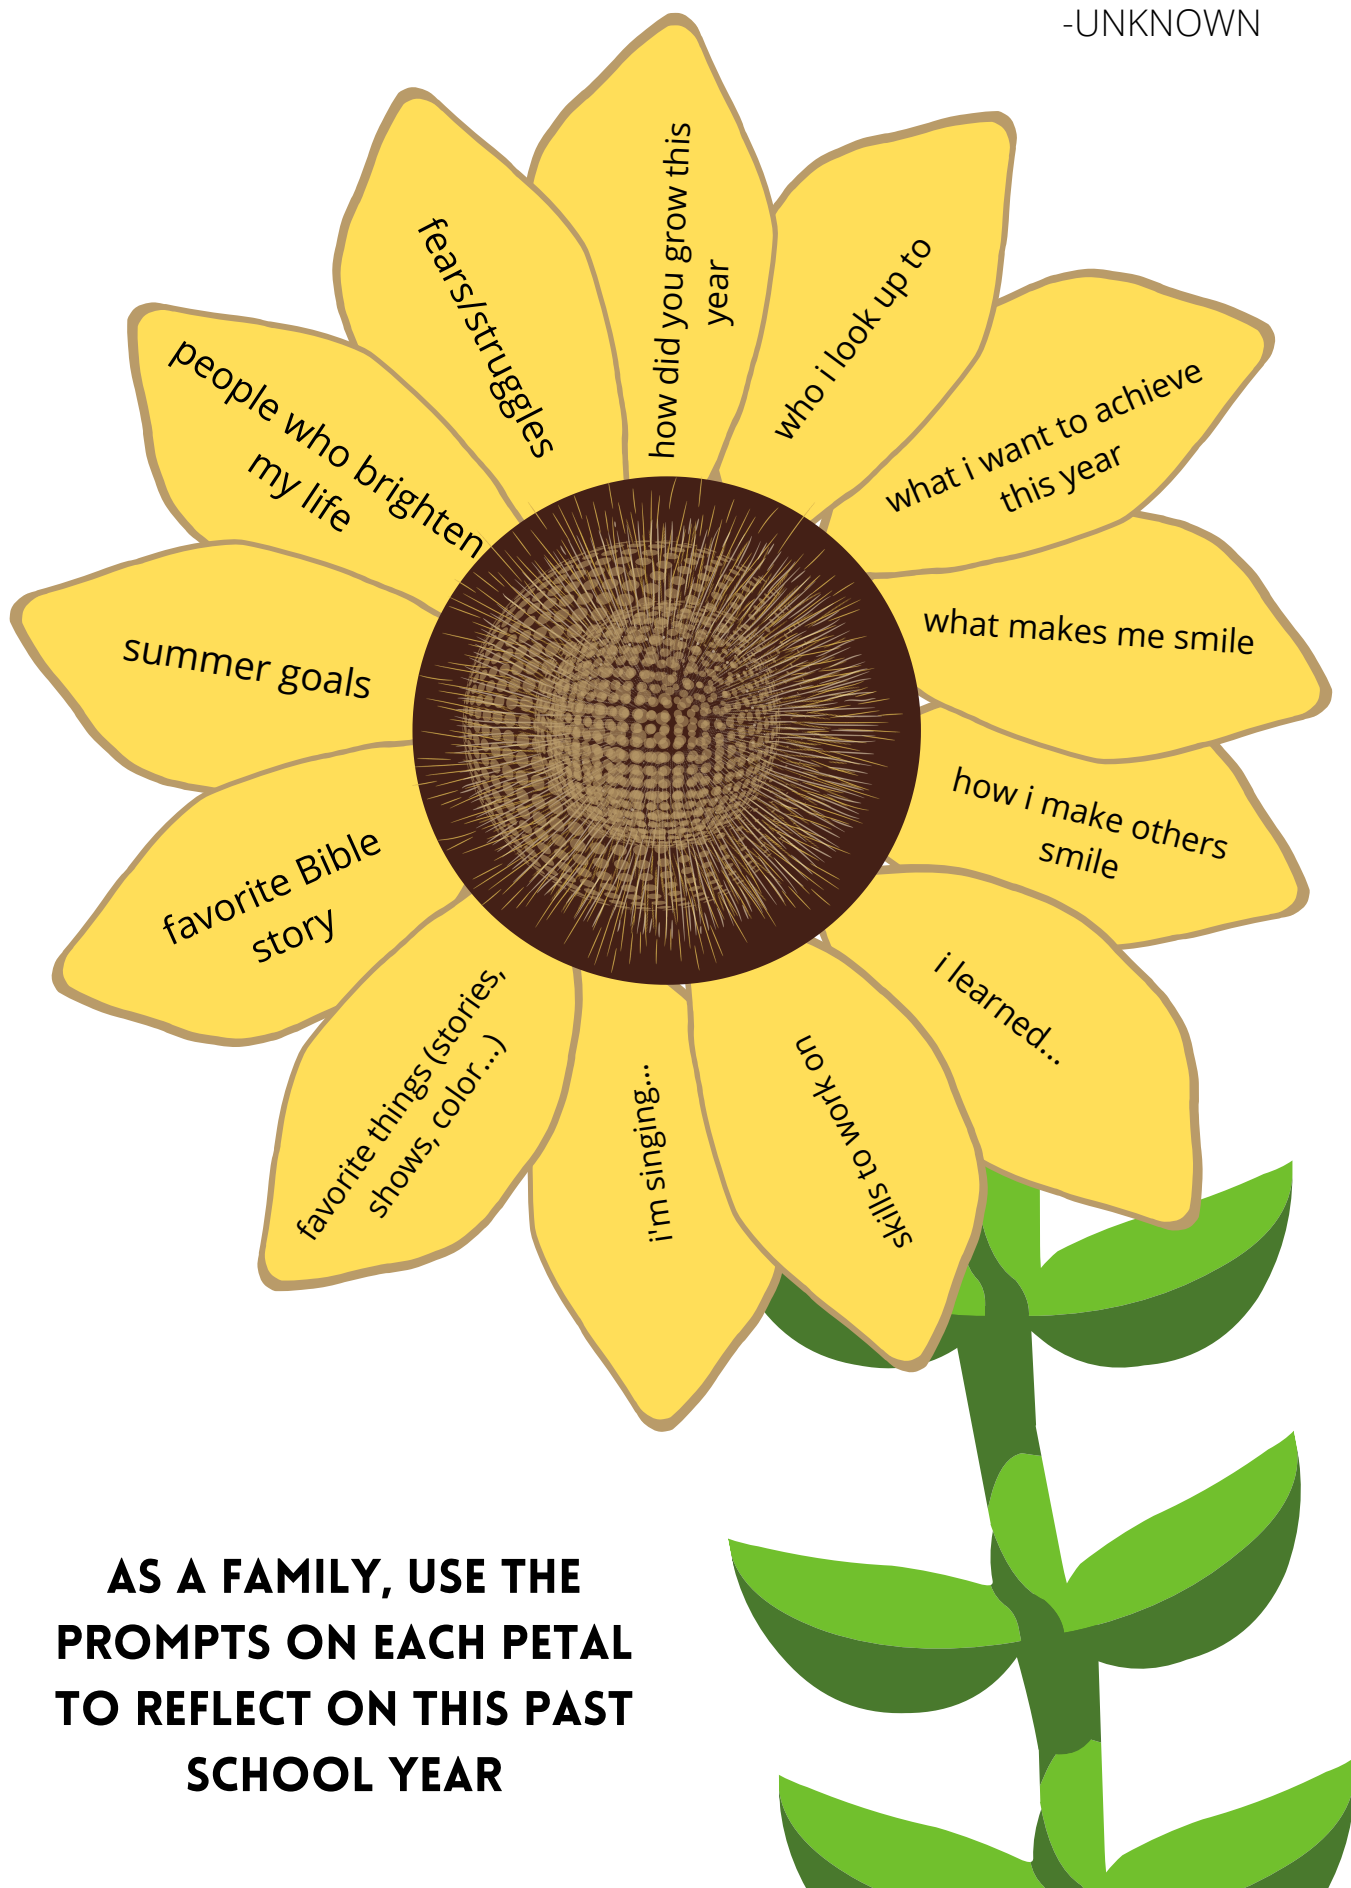 -UNKNOWN
how did you grow this
year
who i look up to
what i want to achieve
this year
what makes me smile
how i make others
smile
i learned...
skills to work on
i'm singing...
favorite things (stories,
shows, color...)
favorite Bible
story
summer goals
people who brighten
my life
fears/struggles
AS A FAMILY, USE THE
PROMPTS ON EACH PETAL
TO REFLECT ON THIS PAST
SCHOOL YEAR